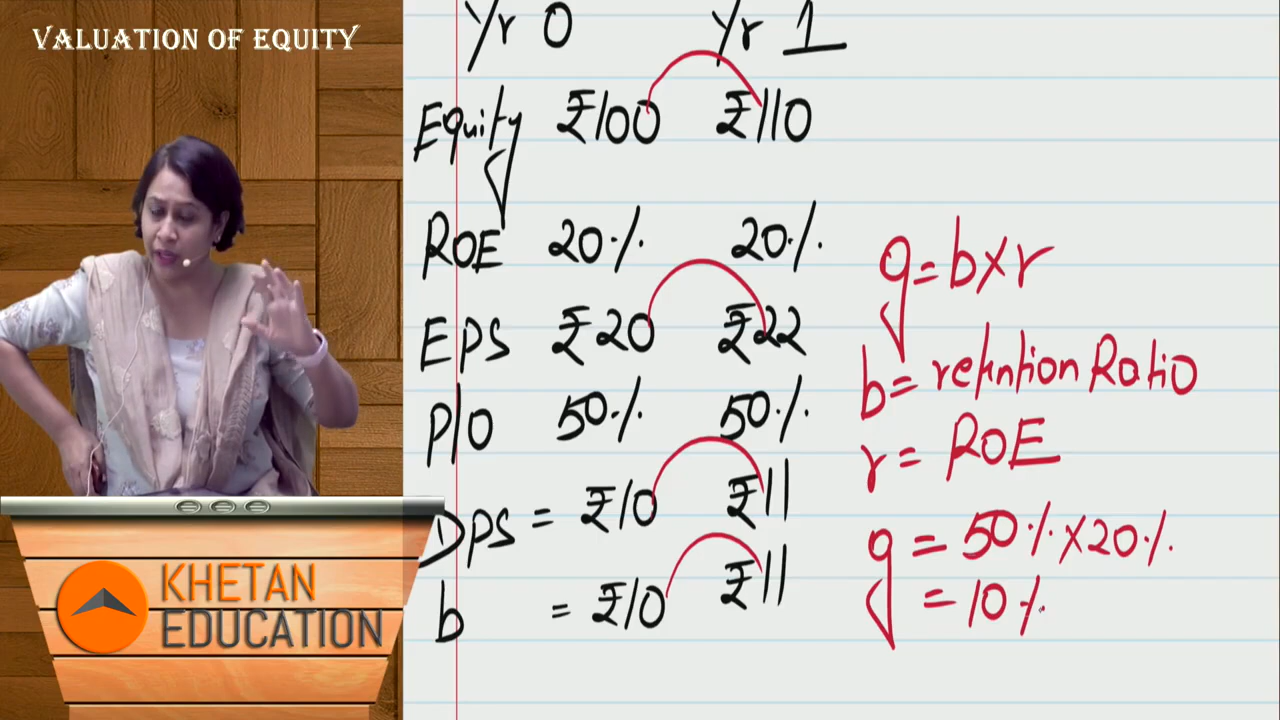 VALUATION OF EQUITY
Yr 0 Yr 1
Equity ₹100 ₹110
ROE 20% 20%
EPS ₹20 ₹22
P/O 50% 50%
DPS = ₹10 ₹11
b = ₹10 ₹11
g = b×r
b = retention Ratio
r = ROE
g = 50% × 20%
= 10%
KHETAN
EDUCATION